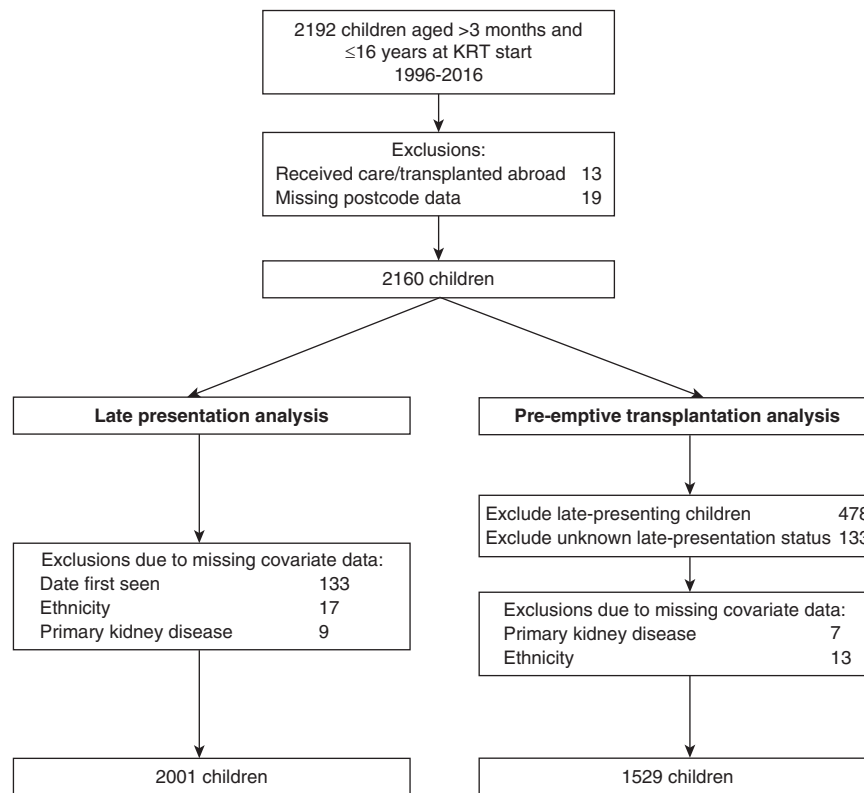 2192 children aged >3 months and
≤16 years at KRT start
1996-2016
Exclusions:
Received care/transplanted abroad 13
Missing postcode data 19
2160 children
Late presentation analysis
Exclusions due to missing covariate data:
Date first seen 133
Ethnicity 17
Primary kidney disease 9
2001 children
Pre-emptive transplantation analysis
Exclude late-presenting children 478
Exclude unknown late-presentation status 133
Exclusions due to missing covariate data:
Primary kidney disease 7
Ethnicity 13
1529 children